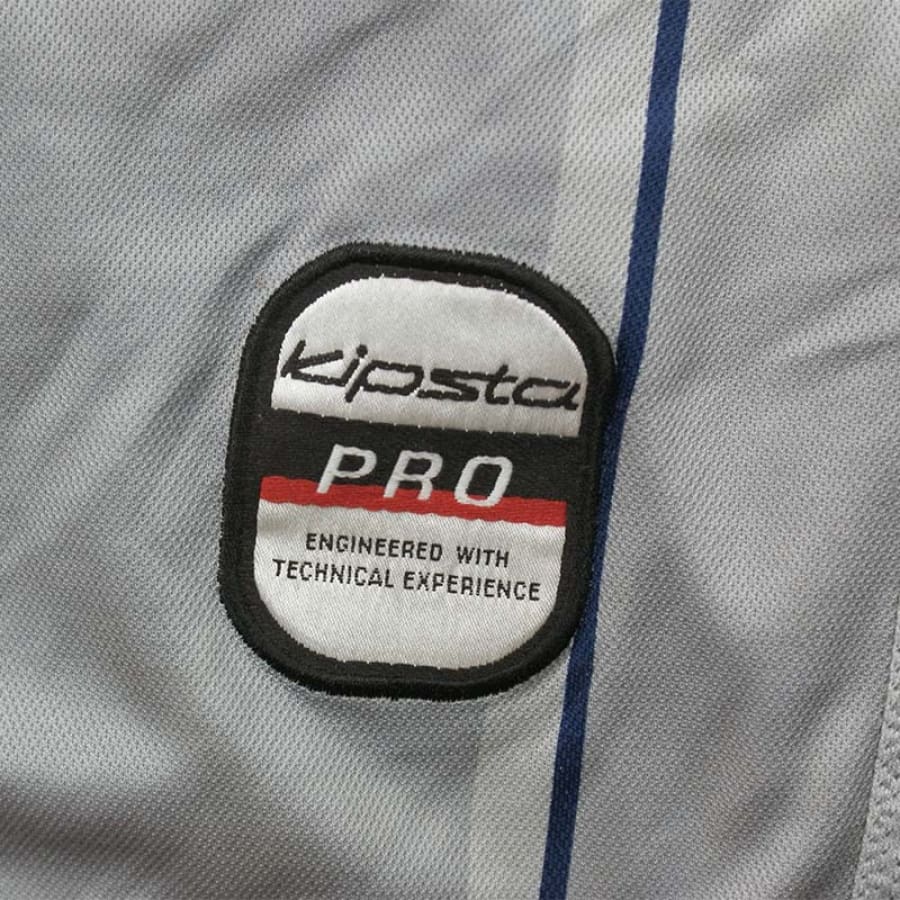 kipsta
PRO
ENGINEERED WITH
TECHNICAL EXPERIENCE